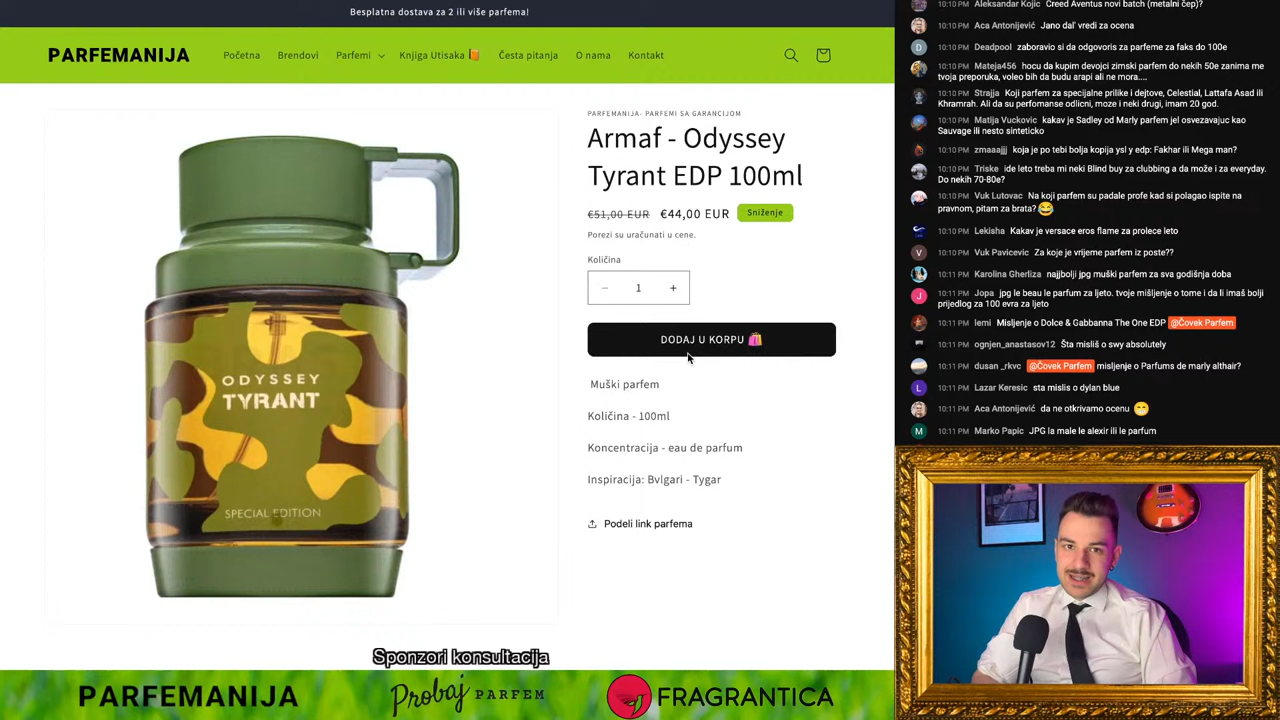 Besplatna dostava za 2 ili više parfema!
PARFEMANIJA
Početna
Brendovi
Parfemi
Knjiga Utisaka
Česta pitanja
O nama
Kontakt
PARFEMANIJA- PARFEMI SA GARANCIJOM
Armaf - Odyssey
Tyrant EDP 100ml
€51,00 EUR €44,00 EUR Sniženje
Porezi su uračunati u cene.
Količina
− 1 +
DODAJ U KORPU
Muški parfem
Količina - 100ml
Koncentracija - eau de parfum
Inspiracija: Bvlgari - Tygar
Podeli link parfema
ODYSSEY
TYRANT
SPECIAL EDITION
Sponzori konsultacija
PARFEMANIJA
Probaj PARFEM
FRAGRANTICA
10:10 PM Aleksandar Kojic Creed Aventus novi batch (metalni čep)?
10:10 PM Aca Antonijević Jano dal' vredi za ocena
10:10 PM Deadpool zaboravio si da odgovoris za parfeme za faks do 100e
10:10 PM Mateja456 hocu da kupim devojci zimski parfem do nekih 50e zanima me
tvoja preporuka, voleo bih da budu arapi ali ne mora....
10:10 PM Strajja Koji parfem za specijalne prilike i dejtove, Celestial, Lattafa Asad ili
Khramrah. Ali da su perfomanse odlicni, moze i neki drugi, imam 20 god.
10:10 PM Matija Vuckovic kakav je Sadley od Marly parfem jel osvezavajuc kao
Sauvage ili nesto sinteticko
10:10 PM zmaaajjj koja je po tebi bolja kopija ysl y edp: Fakhar ili Mega man?
10:10 PM Triske ide leto treba mi neki Blind buy za clubbing a da može i za everyday.
Do nekih 70-80e?
10:10 PM Vuk Lutovac Na koji parfem su padale profe kad si polagao ispite na
pravnom, pitam za brata?
10:10 PM Lekisha Kakav je versace eros flame za prolece leto
10:10 PM Vuk Pavicevic Za koje je vrijeme parfem iz poste??
10:11 PM Karolina Gherliza najjbolji jpg muški parfem za sva godišnja doba
10:11 PM Jopa jpg le beau le parfum za ljeto. tvoje mišljenje o tome i da li imaš bolji
prijedlog za 100 evra za ljeto
10:11 PM lemi Misljenje o Dolce & Gabbanna The One EDP @Čovek Parfem
10:11 PM ognjen_anastasov12 Šta misliš o swy absolutely
10:11 PM dusan _rkvc @Čovek Parfem misljenje o Parfums de marly althair?
10:11 PM Lazar Keresic sta mislis o dylan blue
10:11 PM Aca Antonijević da ne otkrivamo ocenu
10:11 PM Marko Papic JPG la male le alexir ili le parfum